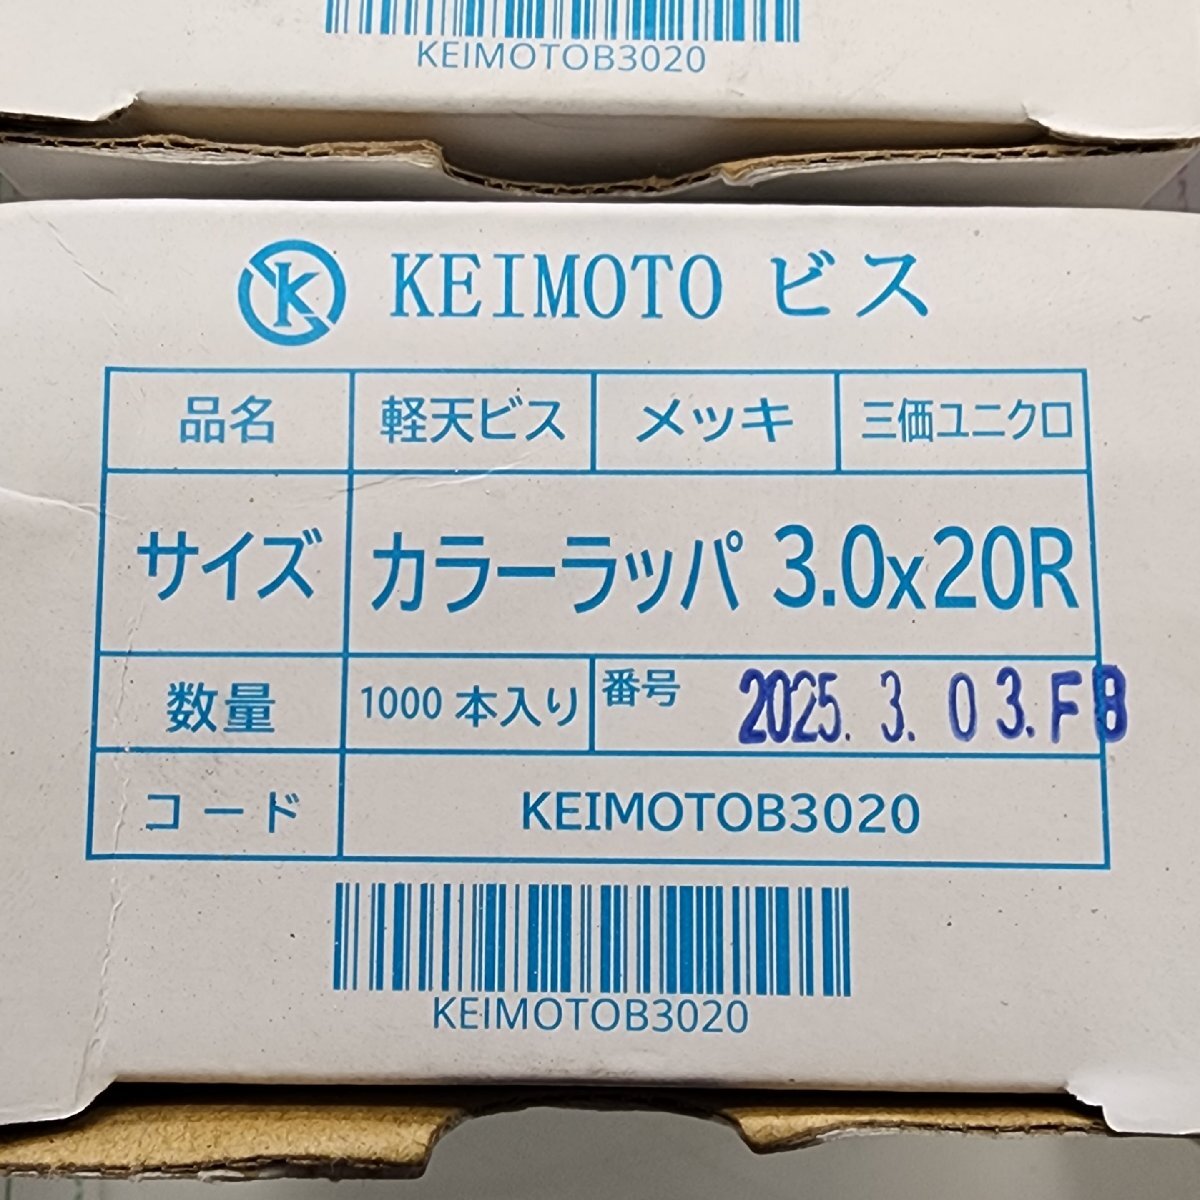 KEIMOTOB3020
K KEIMOTO ビス
品名 軽天ビス メッキ 三価ユニクロ
サイズ カラーラッパ 3.0x20R
数量 1000 本入り 番号 2025. 3. 03.FB
コード KEIMOTOB3020
KEIMOTOB3020